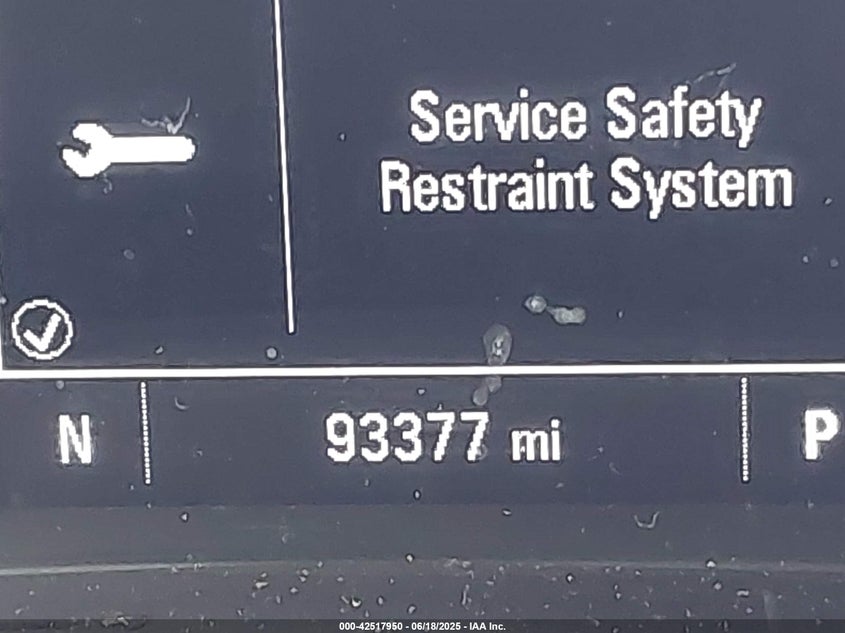 Service Safety
Restraint System
N
93377 mi
P
000-42517950 - 06/18/2025 - IAA Inc.